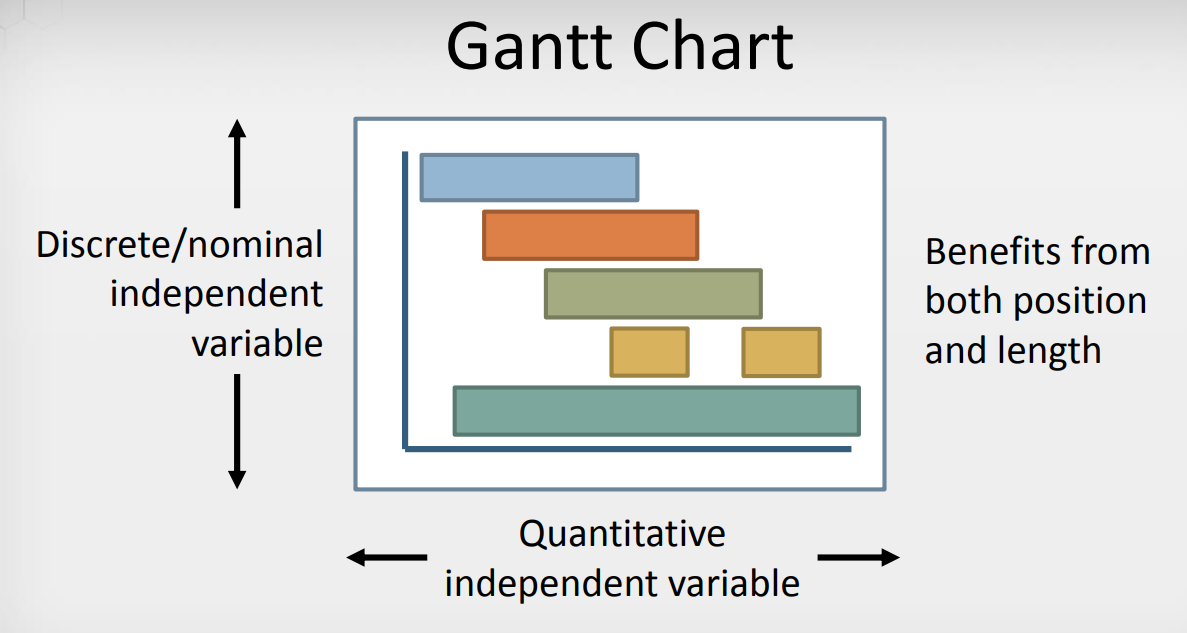 Gantt Chart
Discrete/nominal
independent
variable
Benefits from
both position
and length
Quantitative
independent variable